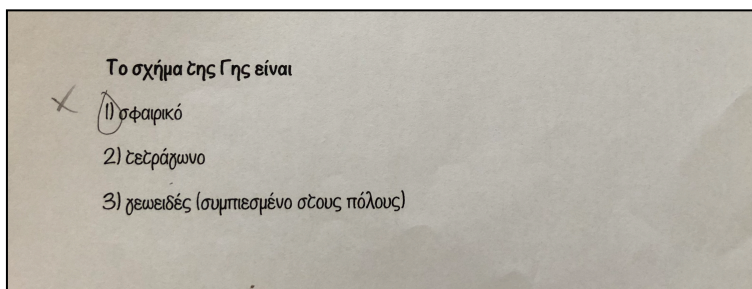 Το σχήμα της Γης είναι
1) σφαιρικό
2) τετράγωνο
3) γεωειδές (συμπιεσμένο στους πόλους)